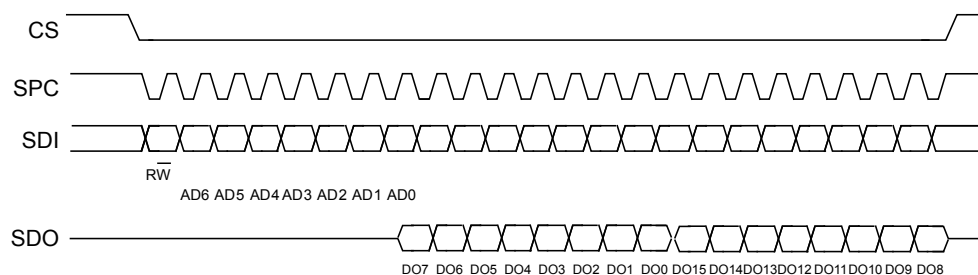 CS
SPC
SDI
RW
AD6 AD5 AD4 AD3 AD2 AD1 AD0
SDO
DO7 DO6 DO5 DO4 DO3 DO2 DO1 DO0 DO15 DO14 DO13 DO12 DO11 DO10 DO9 DO8